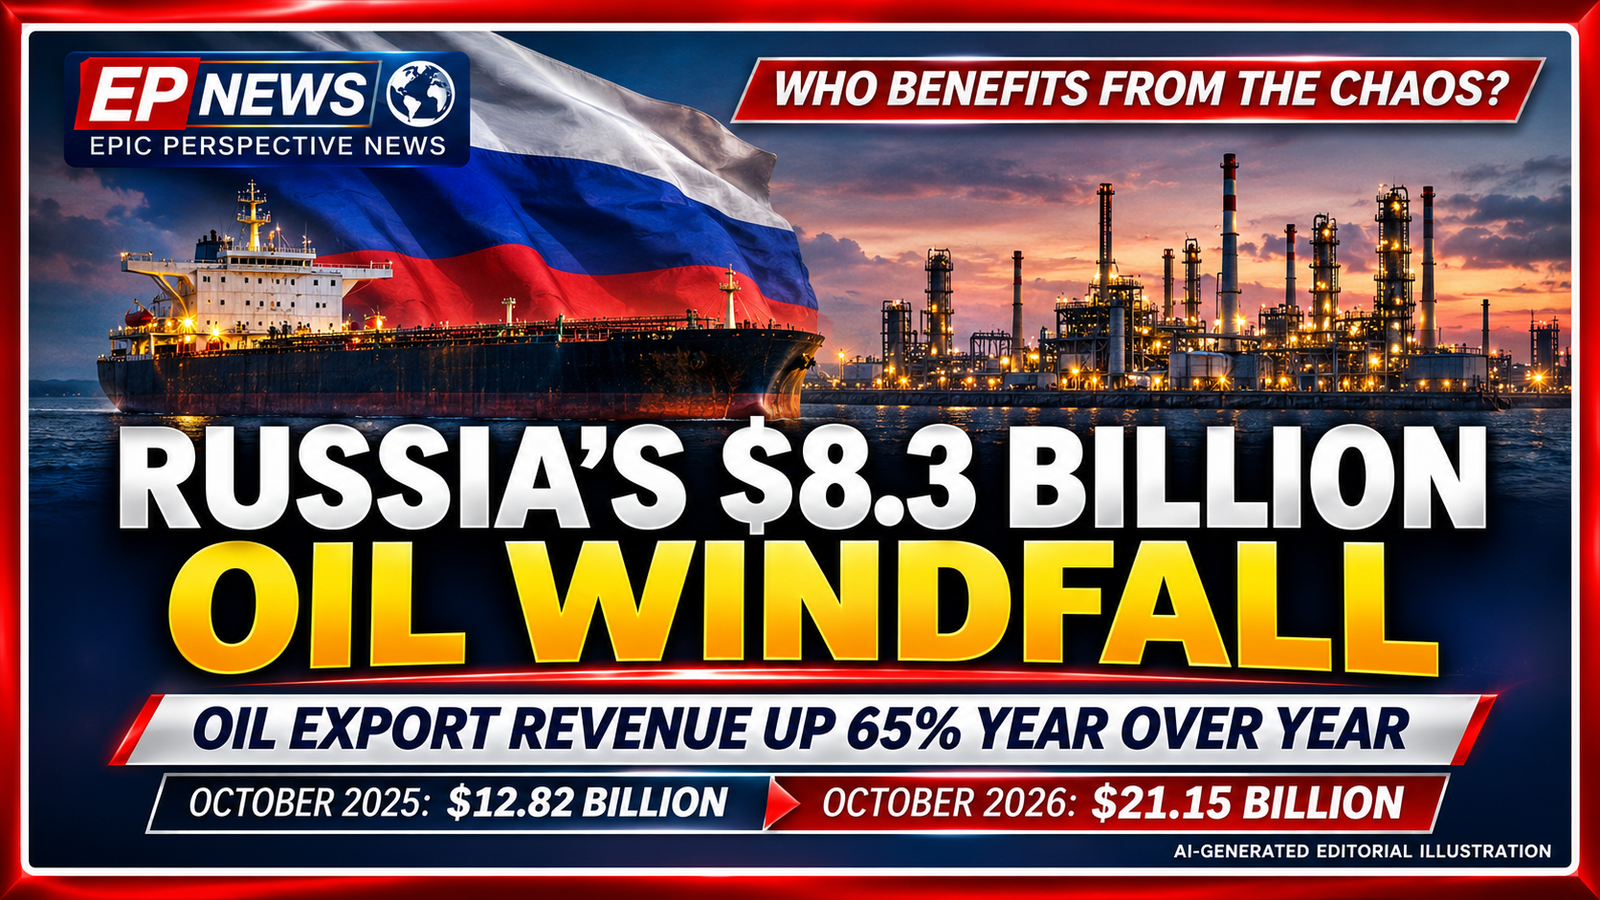 EP NEWS
EPIC PERSPECTIVE NEWS
WHO BENEFITS FROM THE CHAOS?
RUSSIA'S $8.3 BILLION
OIL WINDFALL
OIL EXPORT REVENUE UP 65% YEAR OVER YEAR
OCTOBER 2025: $12.82 BILLION
OCTOBER 2026: $21.15 BILLION
AI-GENERATED EDITORIAL ILLUSTRATION